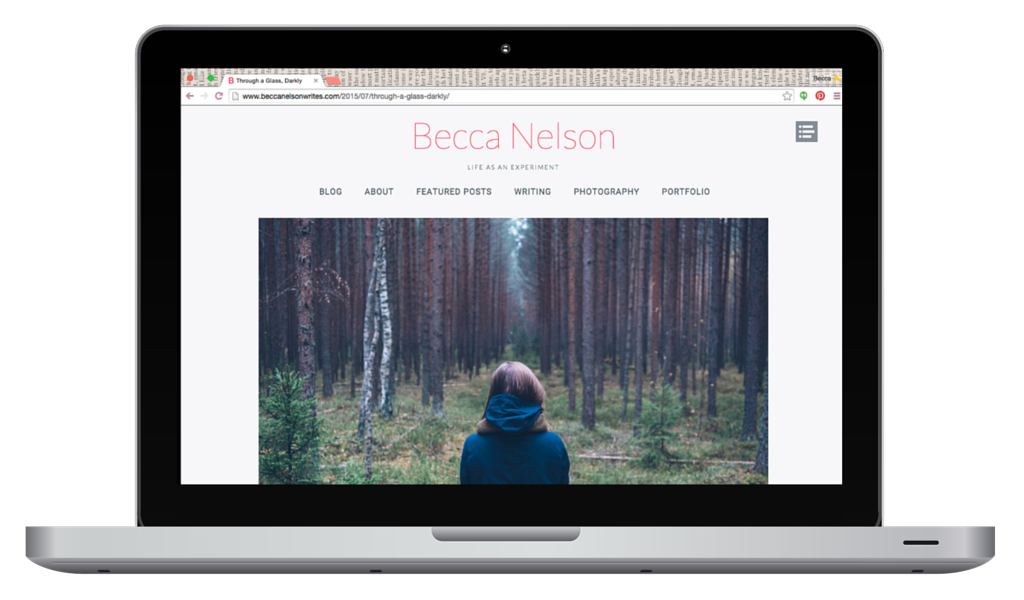 Through a Glass, Darkly
Becca
www.beccanelsonwrites.com/2015/07/through-a-glass-darkly/
Becca Nelson
LIFE AS AN EXPERIMENT
BLOG ABOUT FEATURED POSTS WRITING PHOTOGRAPHY PORTFOLIO